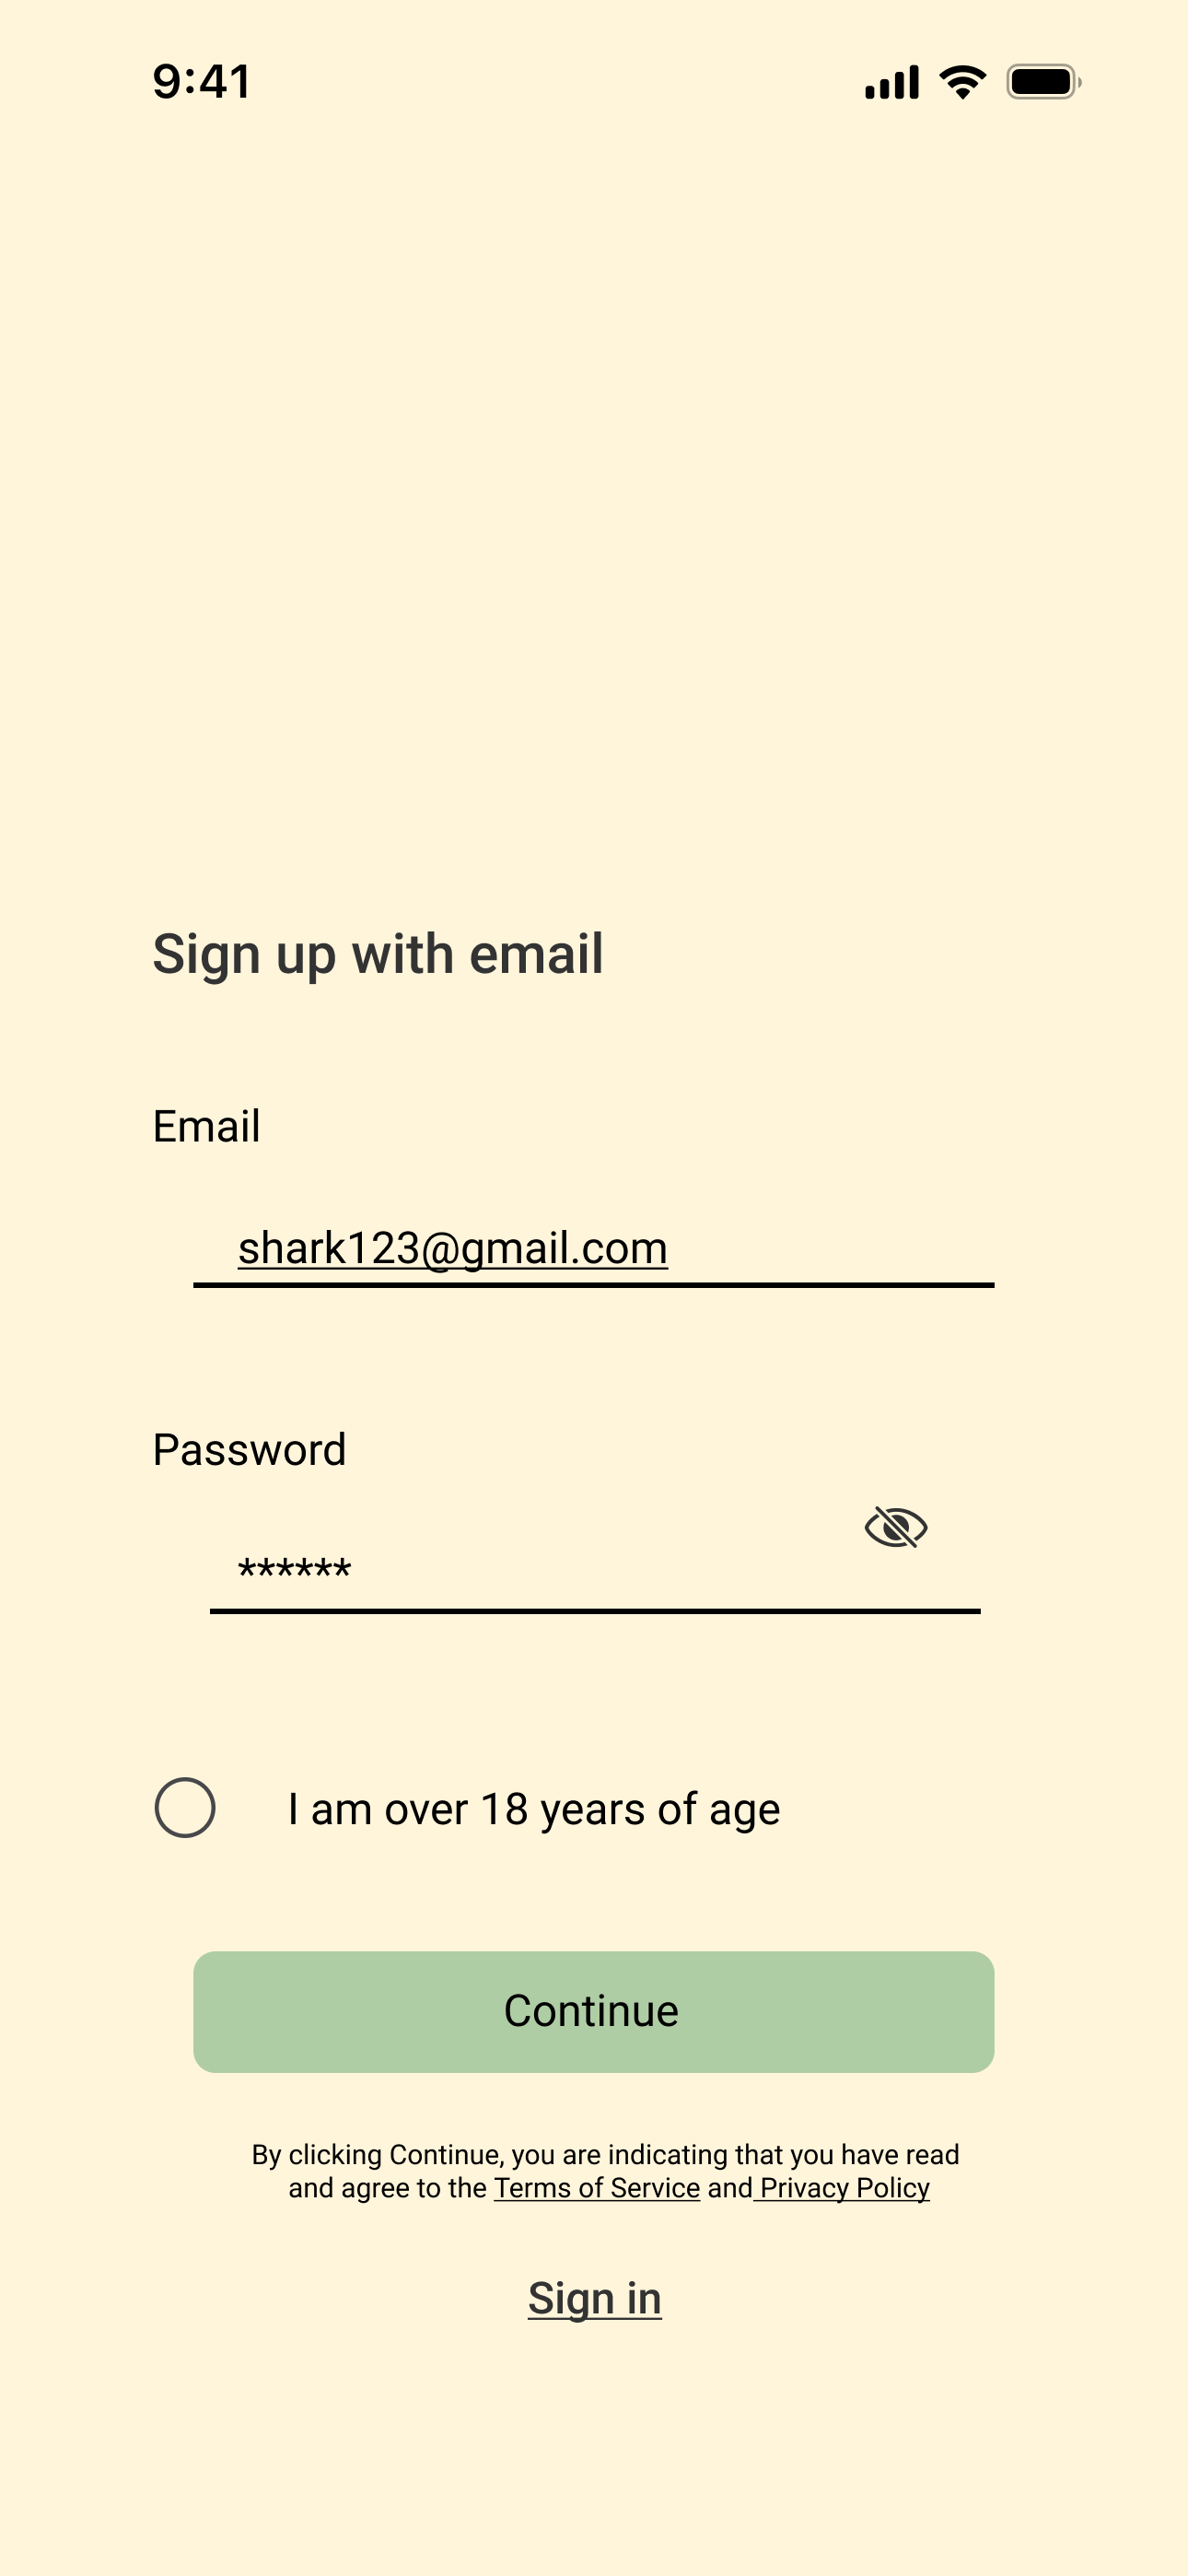 9:41
Sign up with email
Email
shark123@gmail.com
Password
******
I am over 18 years of age
Continue
By clicking Continue, you are indicating that you have read
and agree to the Terms of Service and Privacy Policy
Sign in